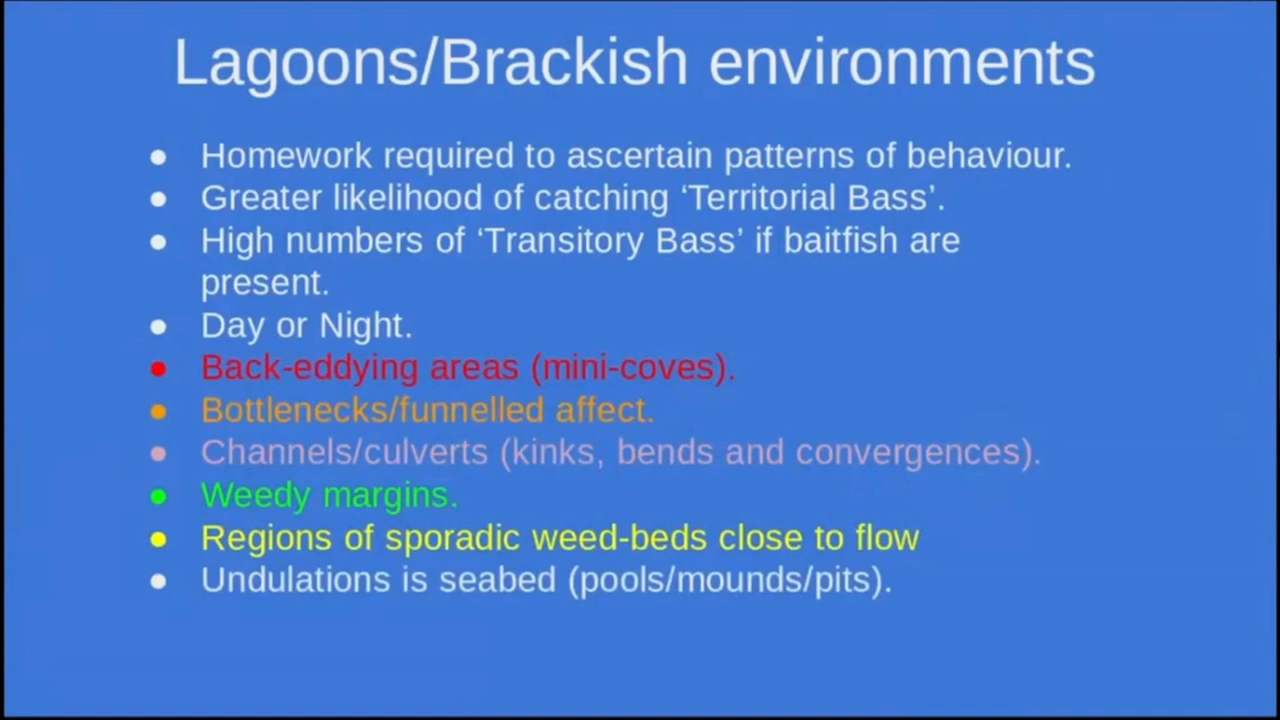 Lagoons/Brackish environments
● Homework required to ascertain patterns of behaviour.
● Greater likelihood of catching ‘Territorial Bass’.
● High numbers of ‘Transitory Bass’ if baitfish are
present.
● Day or Night.
● Back-eddying areas (mini-coves).
● Bottlenecks/funnelled affect.
● Channels/culverts (kinks, bends and convergences).
● Weedy margins.
● Regions of sporadic weed-beds close to flow
● Undulations is seabed (pools/mounds/pits).